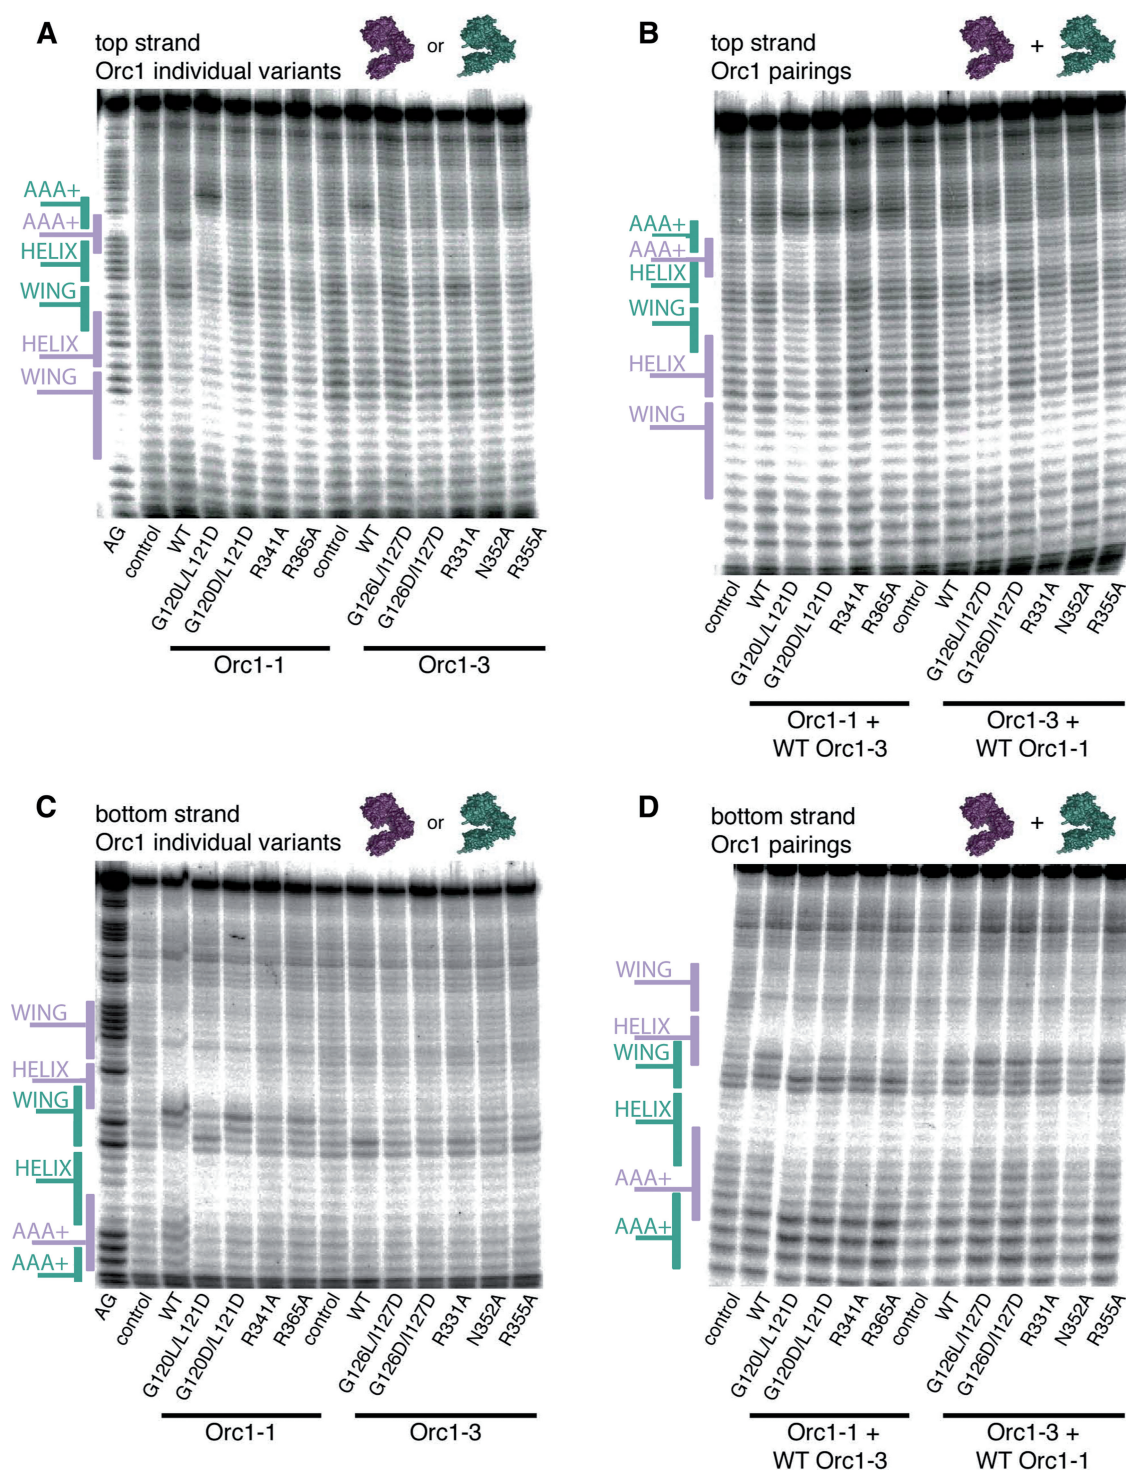 A
top strand
Orc1 individual variants
or
AAA+
AAA+
HELIX
WING
HELIX
WING
AG
control
WT
G120L/L121D
G120D/L121D
R341A
R365A
control
WT
G126L/I127D
G126D/I127D
R331A
N352A
R355A
Orc1-1
Orc1-3
B
top strand
Orc1 pairings
+
AAA+
AAA+
HELIX
WING
HELIX
WING
control
WT
G120L/L121D
G120D/L121D
R341A
R365A
control
WT
G126L/I127D
G126D/I127D
R331A
N352A
R355A
Orc1-1 +
WT Orc1-3
Orc1-3 +
WT Orc1-1
C
bottom strand
Orc1 individual variants
or
WING
HELIX
WING
HELIX
AAA+
AAA+
AG
control
WT
G120L/L121D
G120D/L121D
R341A
R365A
control
WT
G126L/I127D
G126D/I127D
R331A
N352A
R355A
Orc1-1
Orc1-3
D
bottom strand
Orc1 pairings
+
WING
HELIX
WING
HELIX
AAA+
AAA+
control
WT
G120L/L121D
G120D/L121D
R341A
R365A
control
WT
G126L/I127D
G126D/I127D
R331A
N352A
R355A
Orc1-1 +
WT Orc1-3
Orc1-3 +
WT Orc1-1